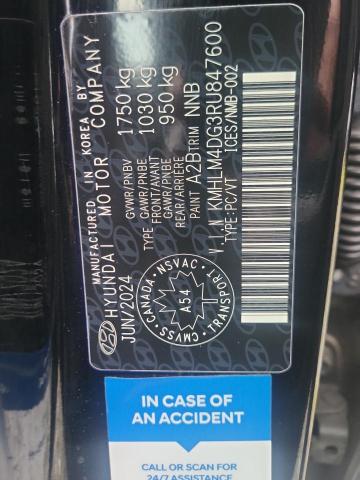 MANUFACTURED IN KOREA BY
HYUNDAI MOTOR COMPANY
JUN/2024
GVWR/PNBV 1750 kg
TYPE GAWR/PNBE FRONT/AVANT 1030 kg
GAWR/PNBE REAR/ARRIERE 950 kg
PAINT A2B TRIM NNB
V.I.N KMHLM4DG3RU847600
TYPE:PC/VT ICES/NMB-002
CANADA NSVAC
TRANSPORT CMVSS
A54
IN CASE OF
AN ACCIDENT
CALL OR SCAN FOR
24/7 ASSISTANCE